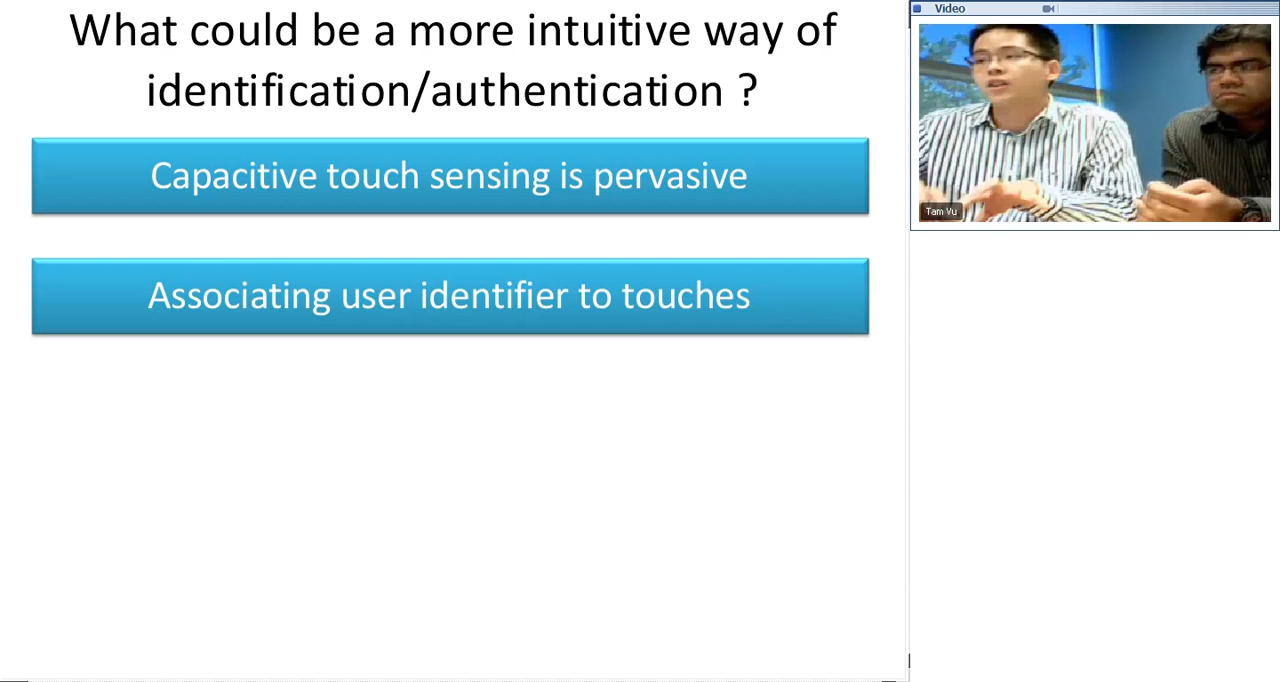 What could be a more intuitive way of
identification/authentication ?
Capacitive touch sensing is pervasive
Associating user identifier to touches
Video
Tam Vu